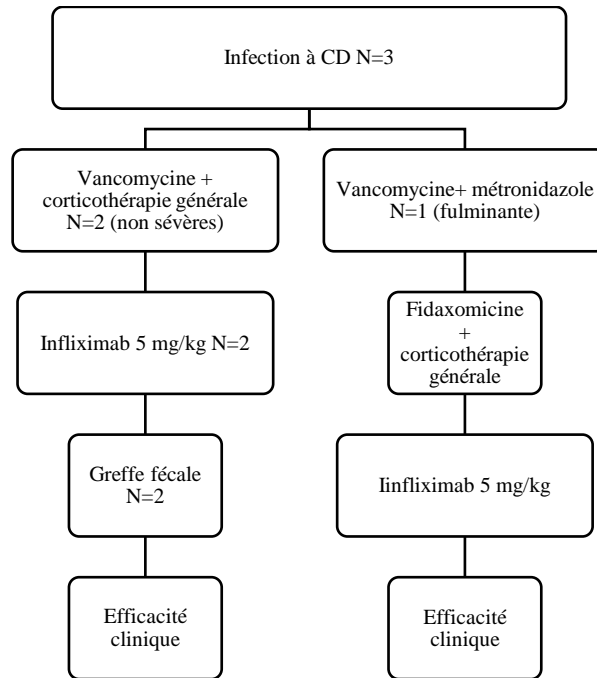 Infection à CD N=3
Vancomycine +
corticothérapie générale
N=2 (non sévères)
Infliximab 5 mg/kg N=2
Greffe fécale
N=2
Efficacité
clinique
Vancomycine+ métronidazole
N=1 (fulminante)
Fidaxomicine
+
corticothérapie
générale
Iinfliximab 5 mg/kg
Efficacité
clinique